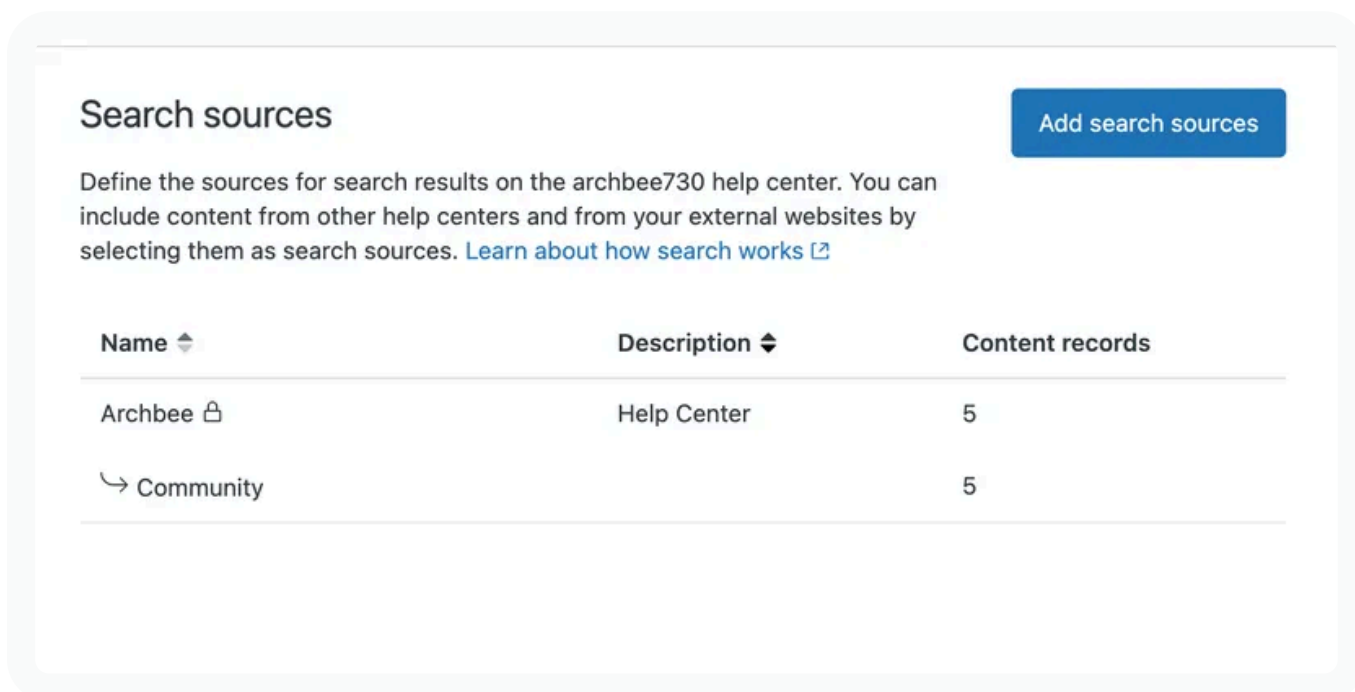 Search sources
Add search sources
Define the sources for search results on the archbee730 help center. You can
include content from other help centers and from your external websites by
selecting them as search sources. Learn about how search works
Name Description Content records
Archbee Help Center 5
Community 5